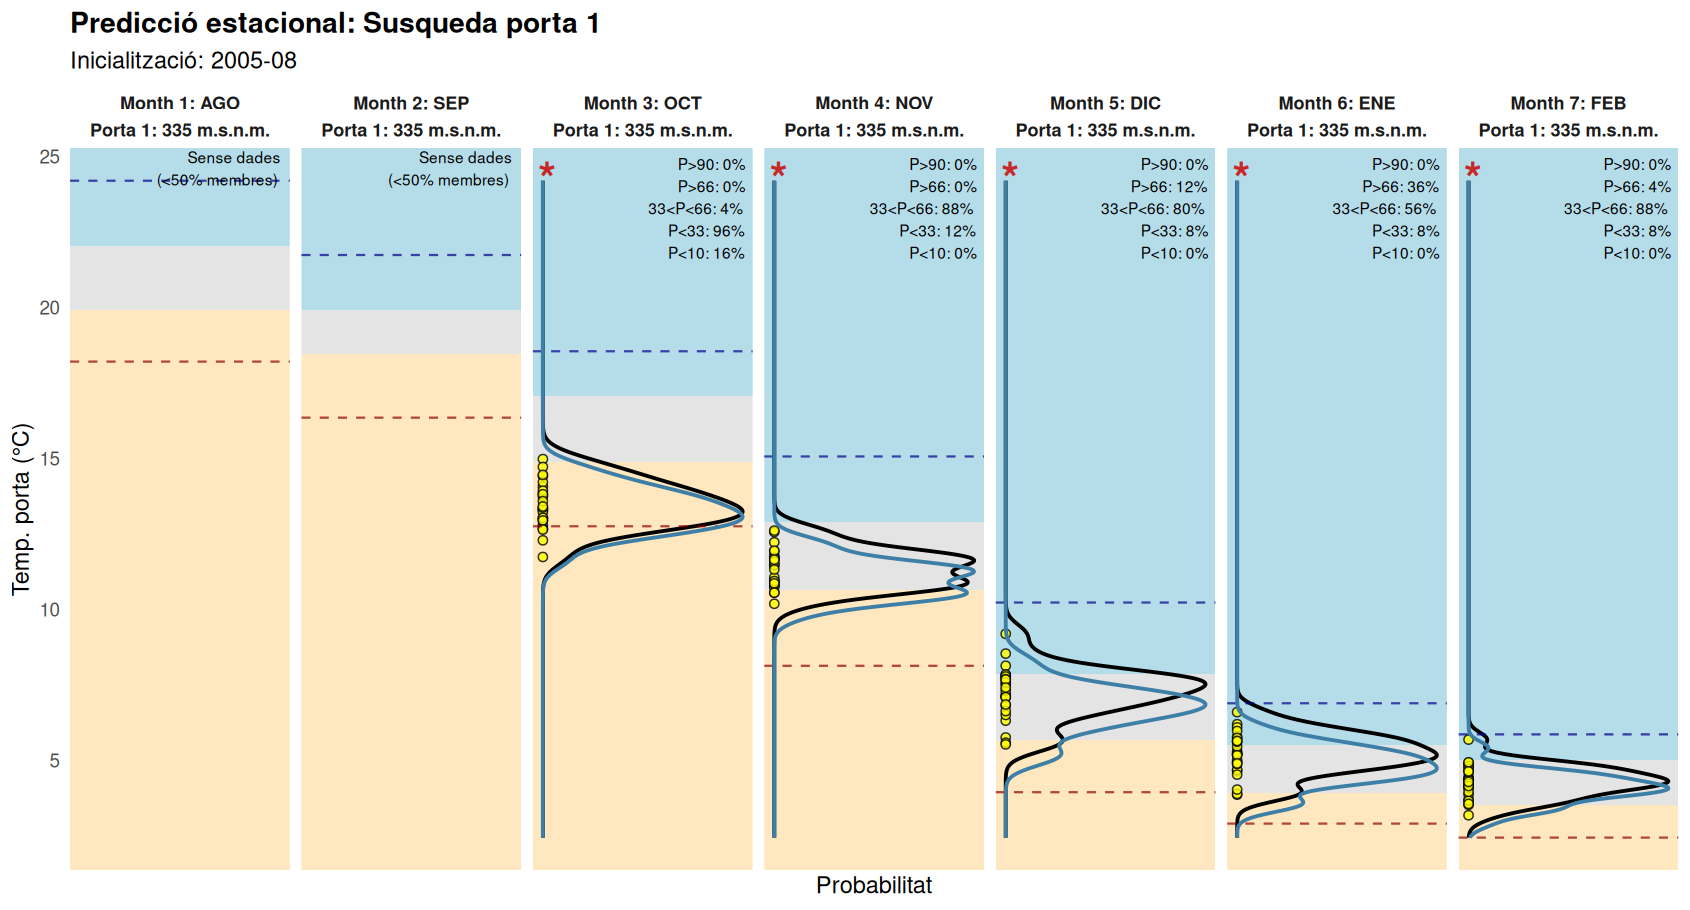 Predicció estacional: Susqueda porta 1
Inicialització: 2005-08
Month 1: AGO
Porta 1: 335 m.s.n.m.
Month 2: SEP
Porta 1: 335 m.s.n.m.
Month 3: OCT
Porta 1: 335 m.s.n.m.
Month 4: NOV
Porta 1: 335 m.s.n.m.
Month 5: DIC
Porta 1: 335 m.s.n.m.
Month 6: ENE
Porta 1: 335 m.s.n.m.
Month 7: FEB
Porta 1: 335 m.s.n.m.
Temp. porta (°C)
25
20
15
10
5
Sense dades
(<50% membres)
Sense dades
(<50% membres)
*
P>90: 0%
P>66: 0%
33<P<66: 4%
P<33: 96%
P<10: 16%
*
P>90: 0%
P>66: 0%
33<P<66: 88%
P<33: 12%
P<10: 0%
*
P>90: 0%
P>66: 12%
33<P<66: 80%
P<33: 8%
P<10: 0%
*
P>90: 0%
P>66: 36%
33<P<66: 56%
P<33: 8%
P<10: 0%
*
P>90: 0%
P>66: 4%
33<P<66: 88%
P<33: 8%
P<10: 0%
Probabilitat